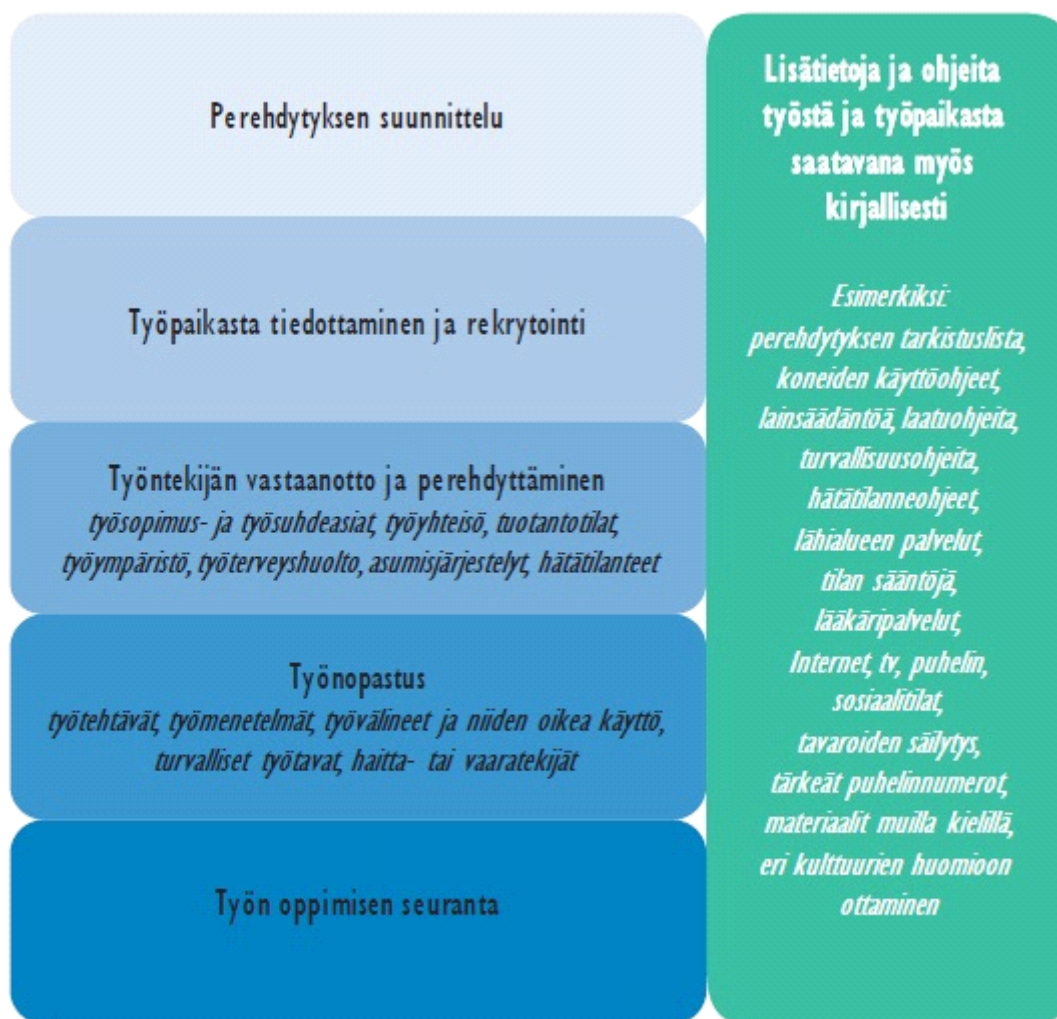 Perehdytyksen suunnittelu
Työpaikasta tiedottaminen ja rekrytointi
Työntekijän vastaanotto ja perehdyttäminen
työsopimus- ja työsuhdeasiat, työyhteisö, tuotantotilat,
työympäristö, työterveyshuolto, asumisjärjestelyt, hätätilanteet
Työnopastus
työtehtävät, työmenetelmät, työvälineet ja niiden oikea käyttö,
turvalliset työtavat, haitta- tai vaaratekijät
Työn oppimisen seuranta
Lisätietoja ja ohjeita
työstä ja työpaikasta
saatavana myös
kirjallisesti
Esimerkiksi:
perehdytyksen tarkistuslista,
koneiden käyttöohjeet,
lainsäädäntöä, laatuohjeita,
turvallisuusohjeita,
hätätilanneohjeet,
lähialueen palvelut,
tilan sääntöjä,
lääkäripalvelut,
Internet, tv, puhelin,
sosiaalitilat,
tavaroiden säilytys,
tärkeät puhelinnumerot,
materiaalit muilla kielillä,
eri kulttuurien huomioon
ottaminen